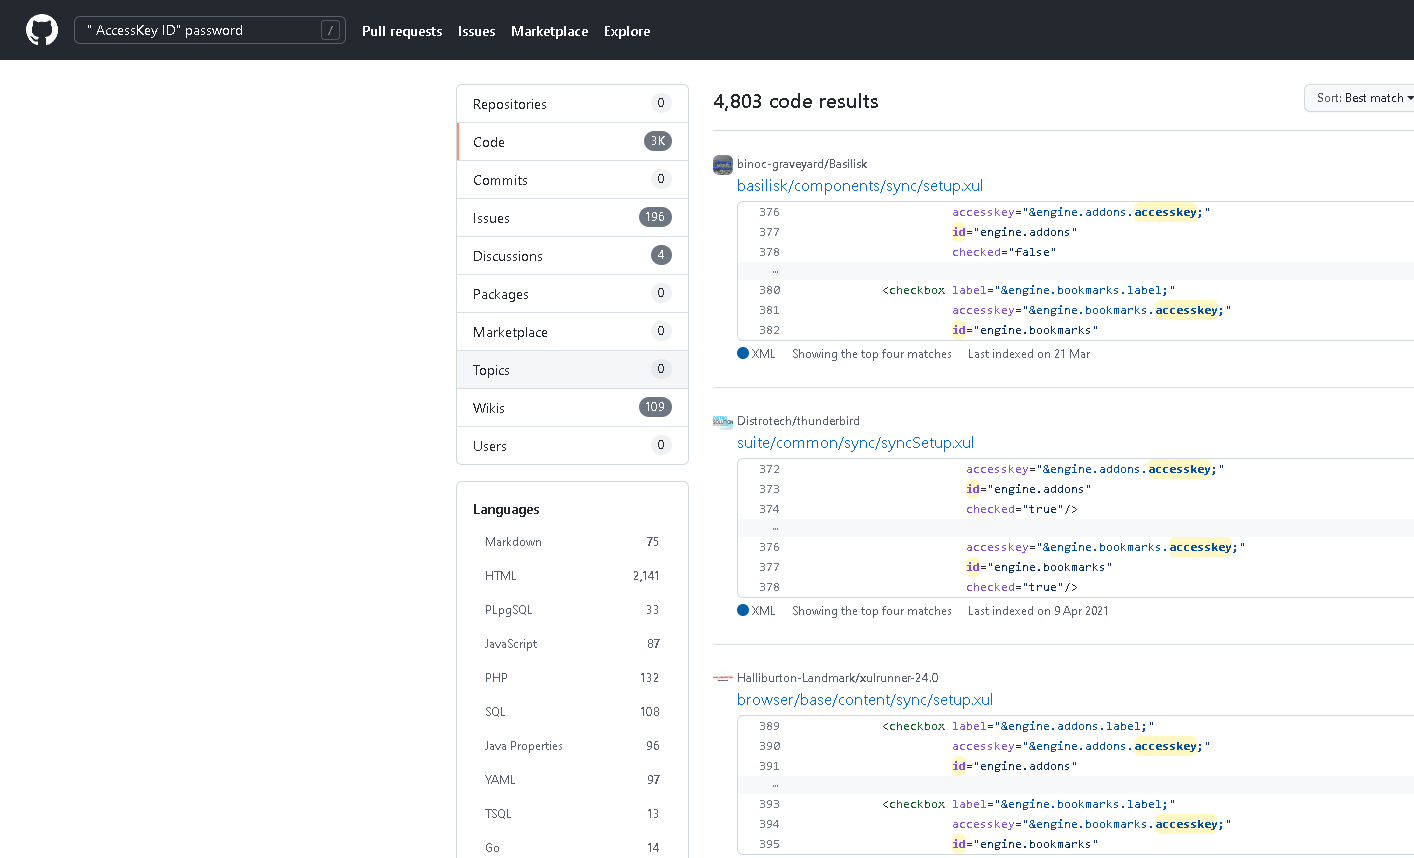 " AccessKey ID" password
/
Pull requests
Issues
Marketplace
Explore
Repositories 0
Code 3K
Commits 0
Issues 196
Discussions 4
Packages 0
Marketplace 0
Topics 0
Wikis 109
Users 0
Languages
Markdown 75
HTML 2,141
PLpgSQL 33
JavaScript 87
PHP 132
SQL 108
Java Properties 96
YAML 97
TSQL 13
Go 14
4,803 code results
Sort: Best match
binoc-graveyard/Basilisk
basilisk/components/sync/setup.xul
376 accesskey="&engine.addons.accesskey;"
377 id="engine.addons"
378 checked="false"
…
380 <checkbox label="&engine.bookmarks.label;"
381 accesskey="&engine.bookmarks.accesskey;"
382 id="engine.bookmarks"
XML Showing the top four matches Last indexed on 21 Mar
Distrotech/thunderbird
suite/common/sync/syncSetup.xul
372 accesskey="&engine.addons.accesskey;"
373 id="engine.addons"
374 checked="true"/>
…
376 accesskey="&engine.bookmarks.accesskey;"
377 id="engine.bookmarks"
378 checked="true"/>
XML Showing the top four matches Last indexed on 9 Apr 2021
Halliburton-Landmark/xulrunner-24.0
browser/base/content/sync/setup.xul
389 <checkbox label="&engine.addons.label;"
390 accesskey="&engine.addons.accesskey;"
391 id="engine.addons"
…
393 <checkbox label="&engine.bookmarks.label;"
394 accesskey="&engine.bookmarks.accesskey;"
395 id="engine.bookmarks"